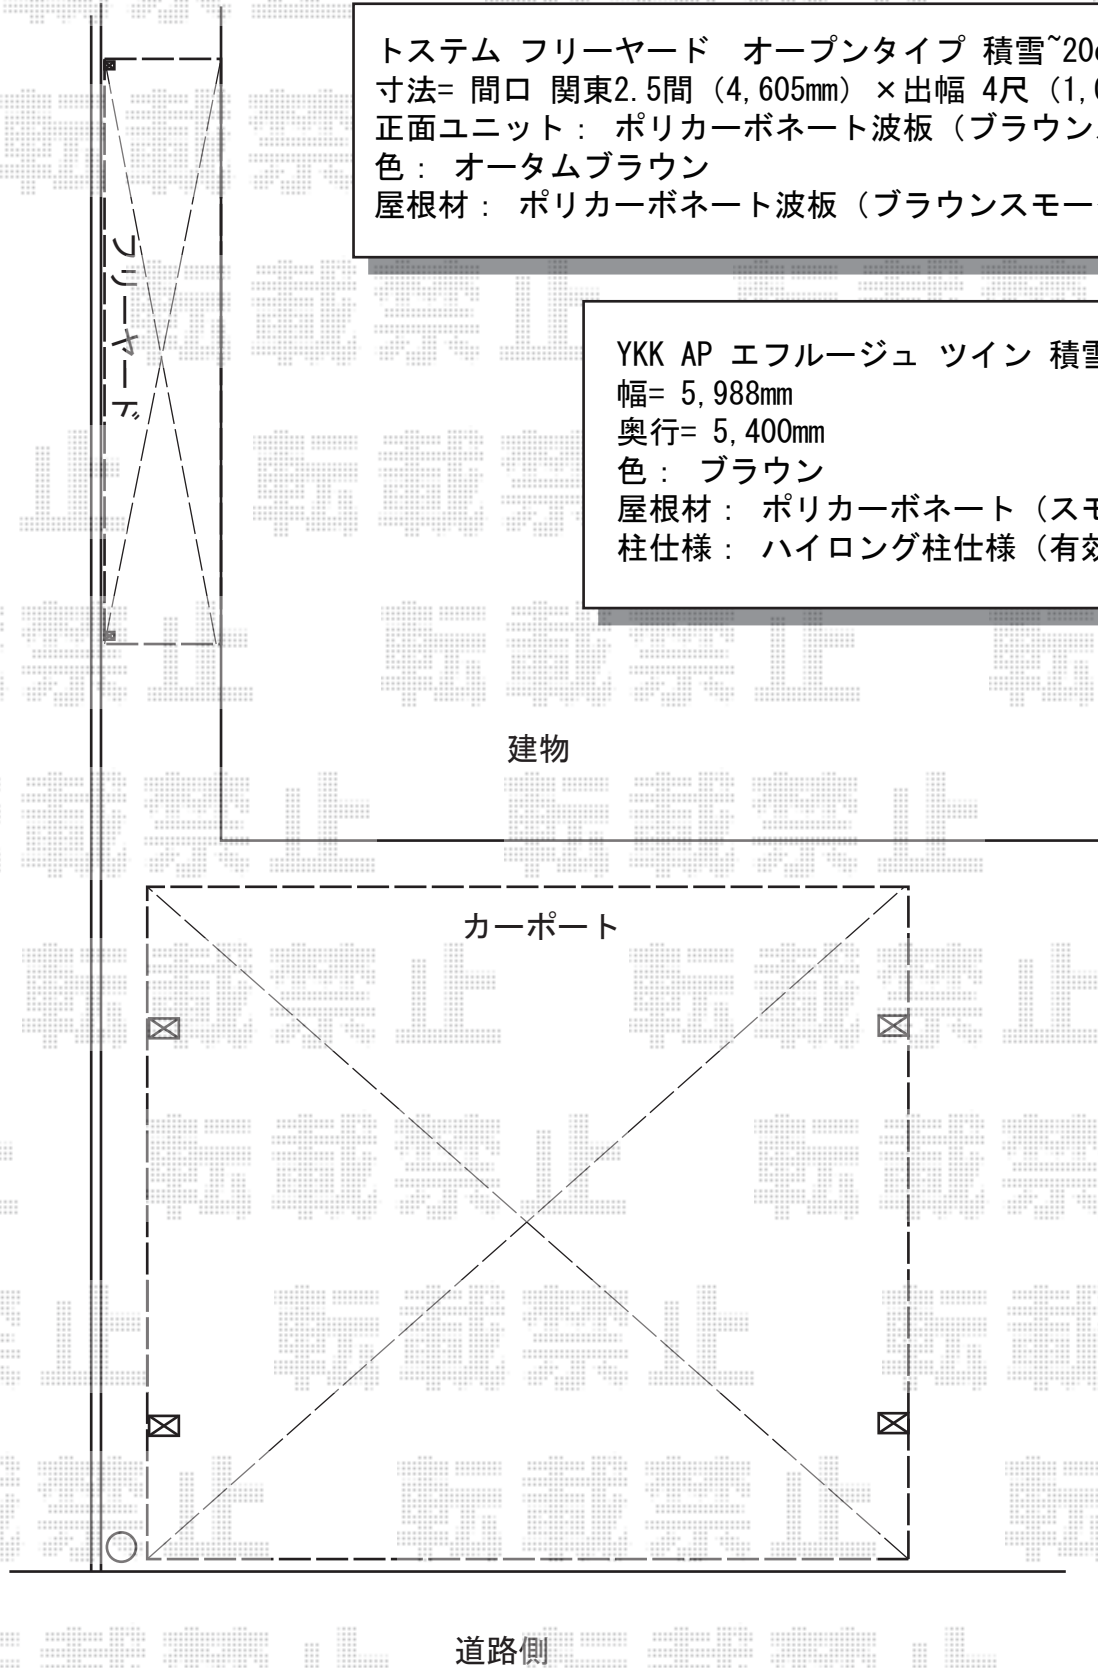 トステム フリーヤード　オープンタイプ 積雪~20
寸法= 間口 関東2.5間（4,605mm）×出幅 4尺（1,
正面ユニット： ポリカーボネート波板（ブラウン
色： オータムブラウン
屋根材： ポリカーボネート波板（ブラウンスモー
フリーヤード
YKK AP エフルージュ ツイン 積雪
幅= 5,988mm
奥行= 5,400mm
色： ブラウン
屋根材： ポリカーボネート（スモ
柱仕様： ハイロング柱仕様（有効
建物
カーポート
道路側
転載禁止